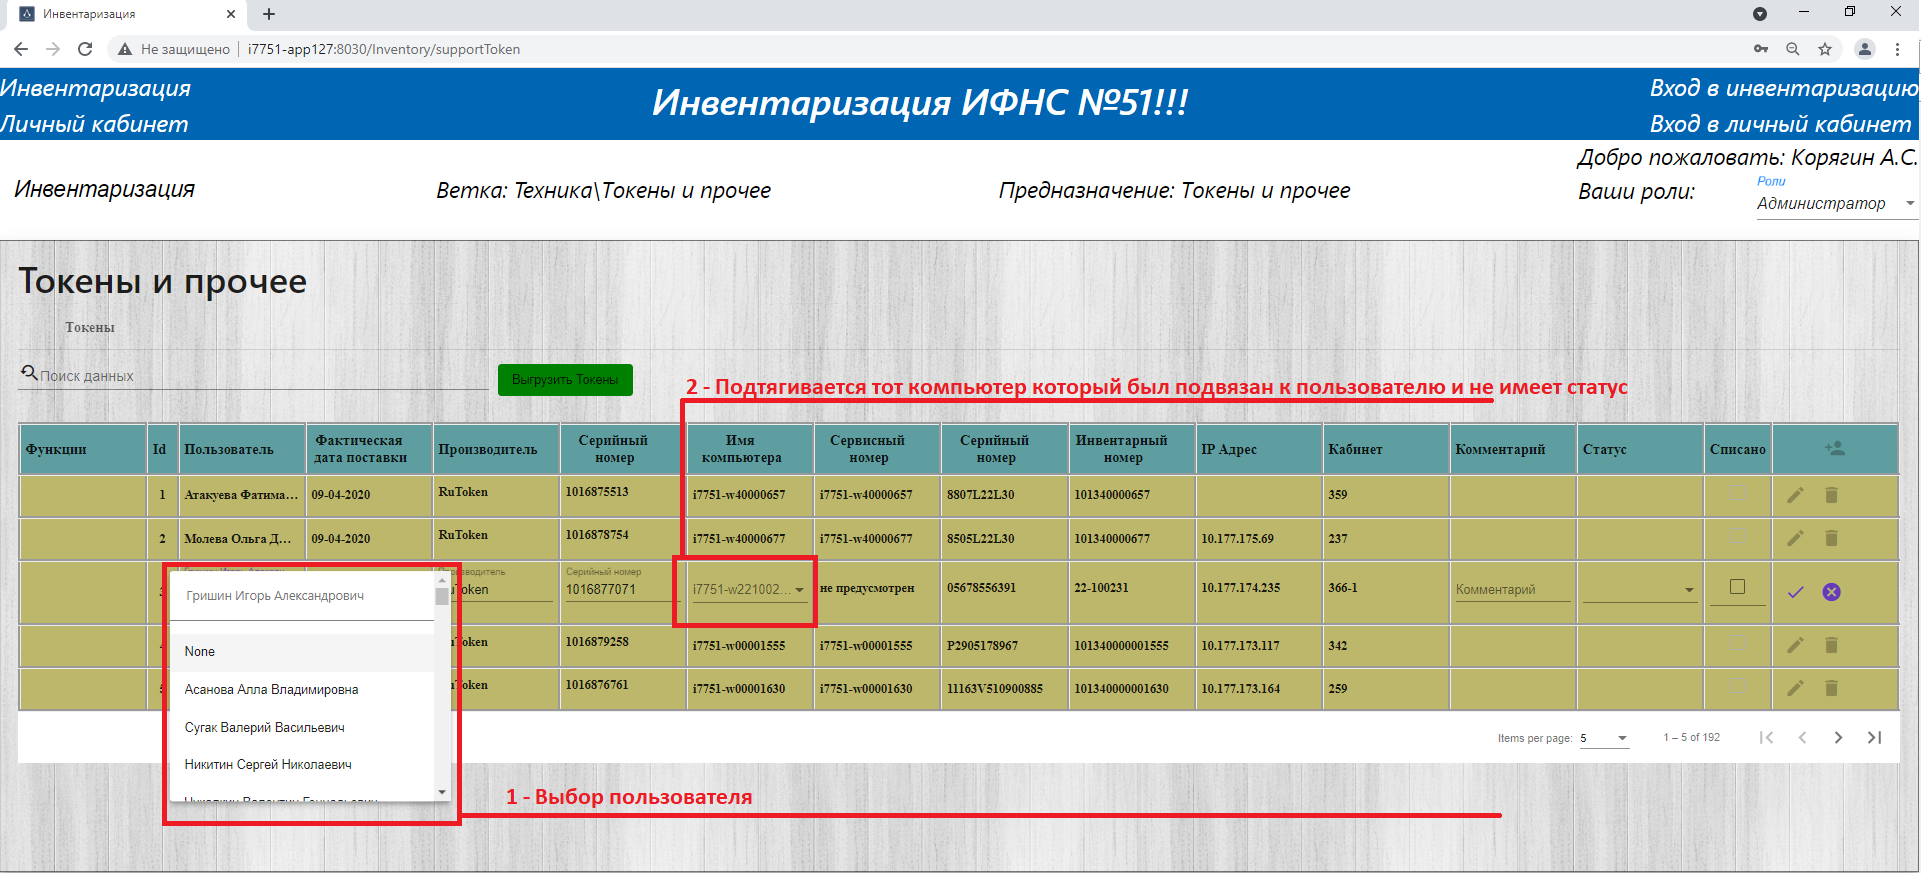 Инвентаризация
Не защищено | i7751-app127:8030/Inventory/supportToken
Инвентаризация
Личный кабинет
Инвентаризация ИФНС №51!!!
Вход в инвентаризацию
Вход в личный кабинет
Добро пожаловать: Корягин А.С.
Инвентаризация
Ветка: Техника\Токены и прочее
Предназначение: Токены и прочее
Ваши роли:
Роли
Администратор
Токены и прочее
Токены
Поиск данных
Выгрузить Токены
2 - Подтягивается тот компьютер который был подвязан к пользователю и не имеет статус
Функции Id Пользователь Фактическая дата поставки Производитель Серийный номер Имя компьютера Сервисный номер Серийный номер Инвентарный номер IP Адрес Кабинет Комментарий Статус Списано
1 Атакуева Фатима... 09-04-2020 RuToken 1016875513 i7751-w40000657 i7751-w40000657 8807L22L30 101340000657 359
2 Молева Ольга Д... 09-04-2020 RuToken 1016878754 i7751-w40000677 i7751-w40000677 8505L22L30 101340000677 10.177.175.69 237
Серийный номер
1016877071 i7751-w221002... не предусмотрен 05678556391 22-100231 10.177.174.235 366-1 Комментарий
1016879258 i7751-w00001555 i7751-w00001555 P2905178967 101340000001555 10.177.173.117 342
1016876761 i7751-w00001630 i7751-w00001630 11163V510900885 101340000001630 10.177.173.164 259
Гришин Игорь Александрович
None
Асанова Алла Владимировна
Сугак Валерий Васильевич
Никитин Сергей Николаевич
Items per page: 5 1 – 5 of 192
1 - Выбор пользователя